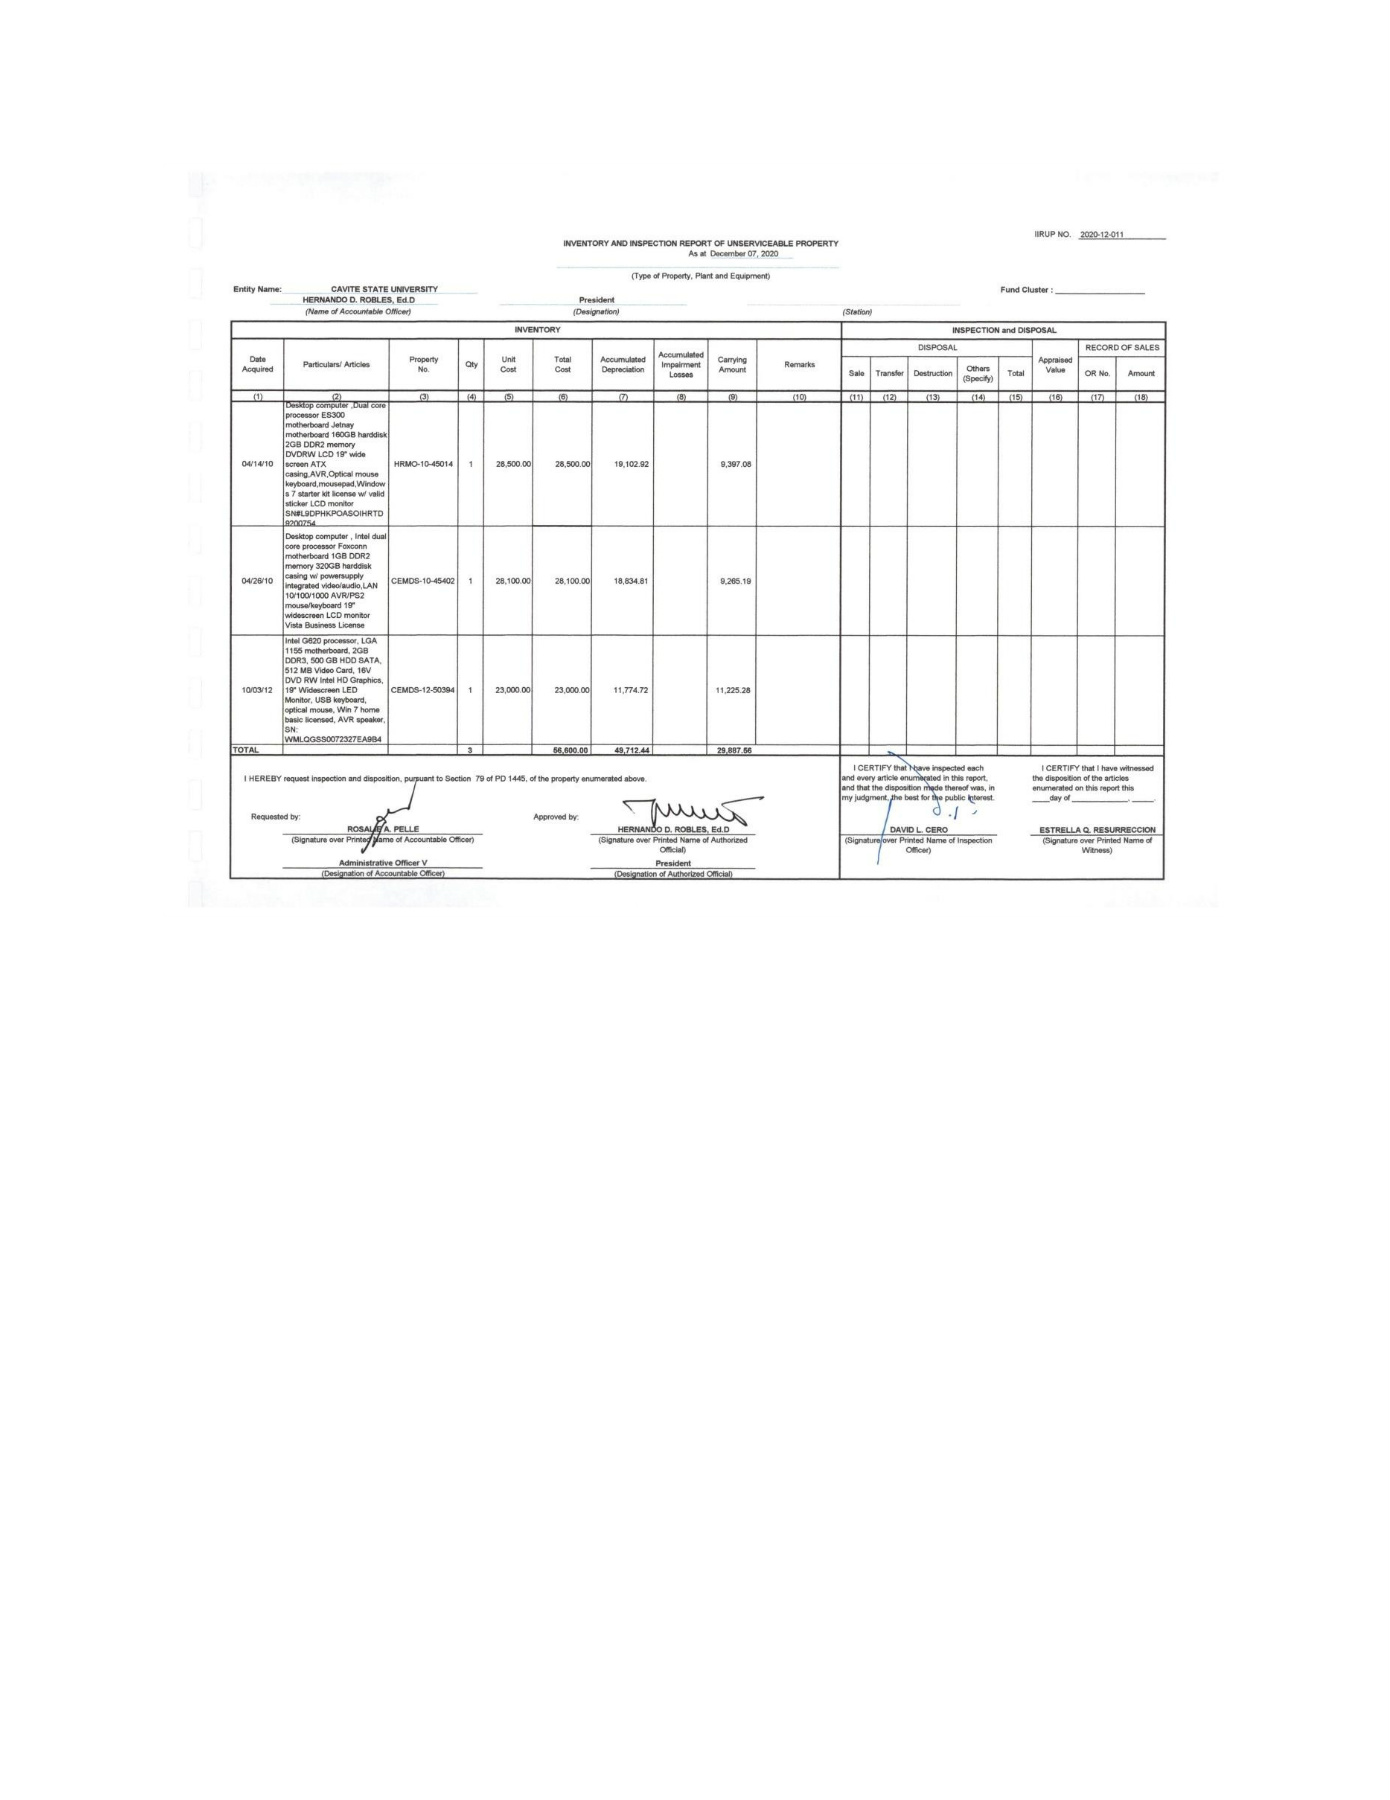 IIRUP NO. 2020-12-011
INVENTORY AND INSPECTION REPORT OF UNSERVICEABLE PROPERTY
As at December 07, 2020
(Type of Property, Plant and Equipment)
Entity Name: CAVITE STATE UNIVERSITY Fund Cluster :
HERNANDO D. ROBLES, Ed.D President
(Name of Accountable Officer) (Designation) (Station)
INVENTORY INSPECTION and DISPOSAL
DISPOSAL RECORD OF SALES
Date Acquired Particulars/ Articles Property No. Qty Unit Cost Total Cost Accumulated Depreciation Accumulated Impairment Losses Carrying Amount Remarks Sale Transfer Destruction Others (Specify) Total Appraised Value OR No. Amount
(1) (2) (3) (4) (5) (6) (7) (8) (9) (10) (11) (12) (13) (14) (15) (16) (17) (18)
Desktop computer ,Dual core
processor ES300
motherboard Jetnay
motherboard 160GB harddisk
2GB DDR2 memory
DVDRW LCD 19" wide
04/14/10 screen ATX HRMO-10-45014 1 28,500.00 28,500.00 19,102.92 9,397.08
casing,AVR,Optical mouse
keyboard,mousepad,Window
s 7 starter kit license w/ valid
sticker LCD monitor
SN#L9DPHKPOASOIHRTD
9200754
Desktop computer , Intel dual
core processor Foxconn
motherboard 1GB DDR2
memory 320GB harddisk
casing w/ powersupply
04/26/10 integrated video/audio,LAN CEMDS-10-45402 1 28,100.00 28,100.00 18,834.81 9,265.19
10/100/1000 AVR/PS2
mouse/keyboard 19"
widescreen LCD monitor
Vista Business License
Intel G620 processor, LGA
1155 motherboard, 2GB
DDR3, 500 GB HDD SATA,
512 MB Video Card, 16V
DVD RW Intel HD Graphics,
10/03/12 19" Widescreen LED CEMDS-12-50394 1 23,000.00 23,000.00 11,774.72 11,225.28
Monitor, USB keyboard,
optical mouse, Win 7 home
basic licensed, AVR speaker,
SN:
WMLQGSS0072327EA9B4
TOTAL 3 56,600.00 49,712.44 29,887.56
I HEREBY request inspection and disposition, pursuant to Section 79 of PD 1445, of the property enumerated above.
Requested by: Approved by:
ROSALIE A. PELLE HERNANDO D. ROBLES, Ed.D
(Signature over Printed Name of Accountable Officer) (Signature over Printed Name of Authorized
Official)
Administrative Officer V President
(Designation of Accountable Officer) (Designation of Authorized Official)
I CERTIFY that I have inspected each
and every article enumerated in this report,
and that the disposition made thereof was, in
my judgment, the best for the public interest.
DAVID L. CERO
(Signature over Printed Name of Inspection
Officer)
I CERTIFY that I have witnessed
the disposition of the articles
enumerated on this report this
____day of __________, ____.
ESTRELLA Q. RESURRECCION
(Signature over Printed Name of
Witness)